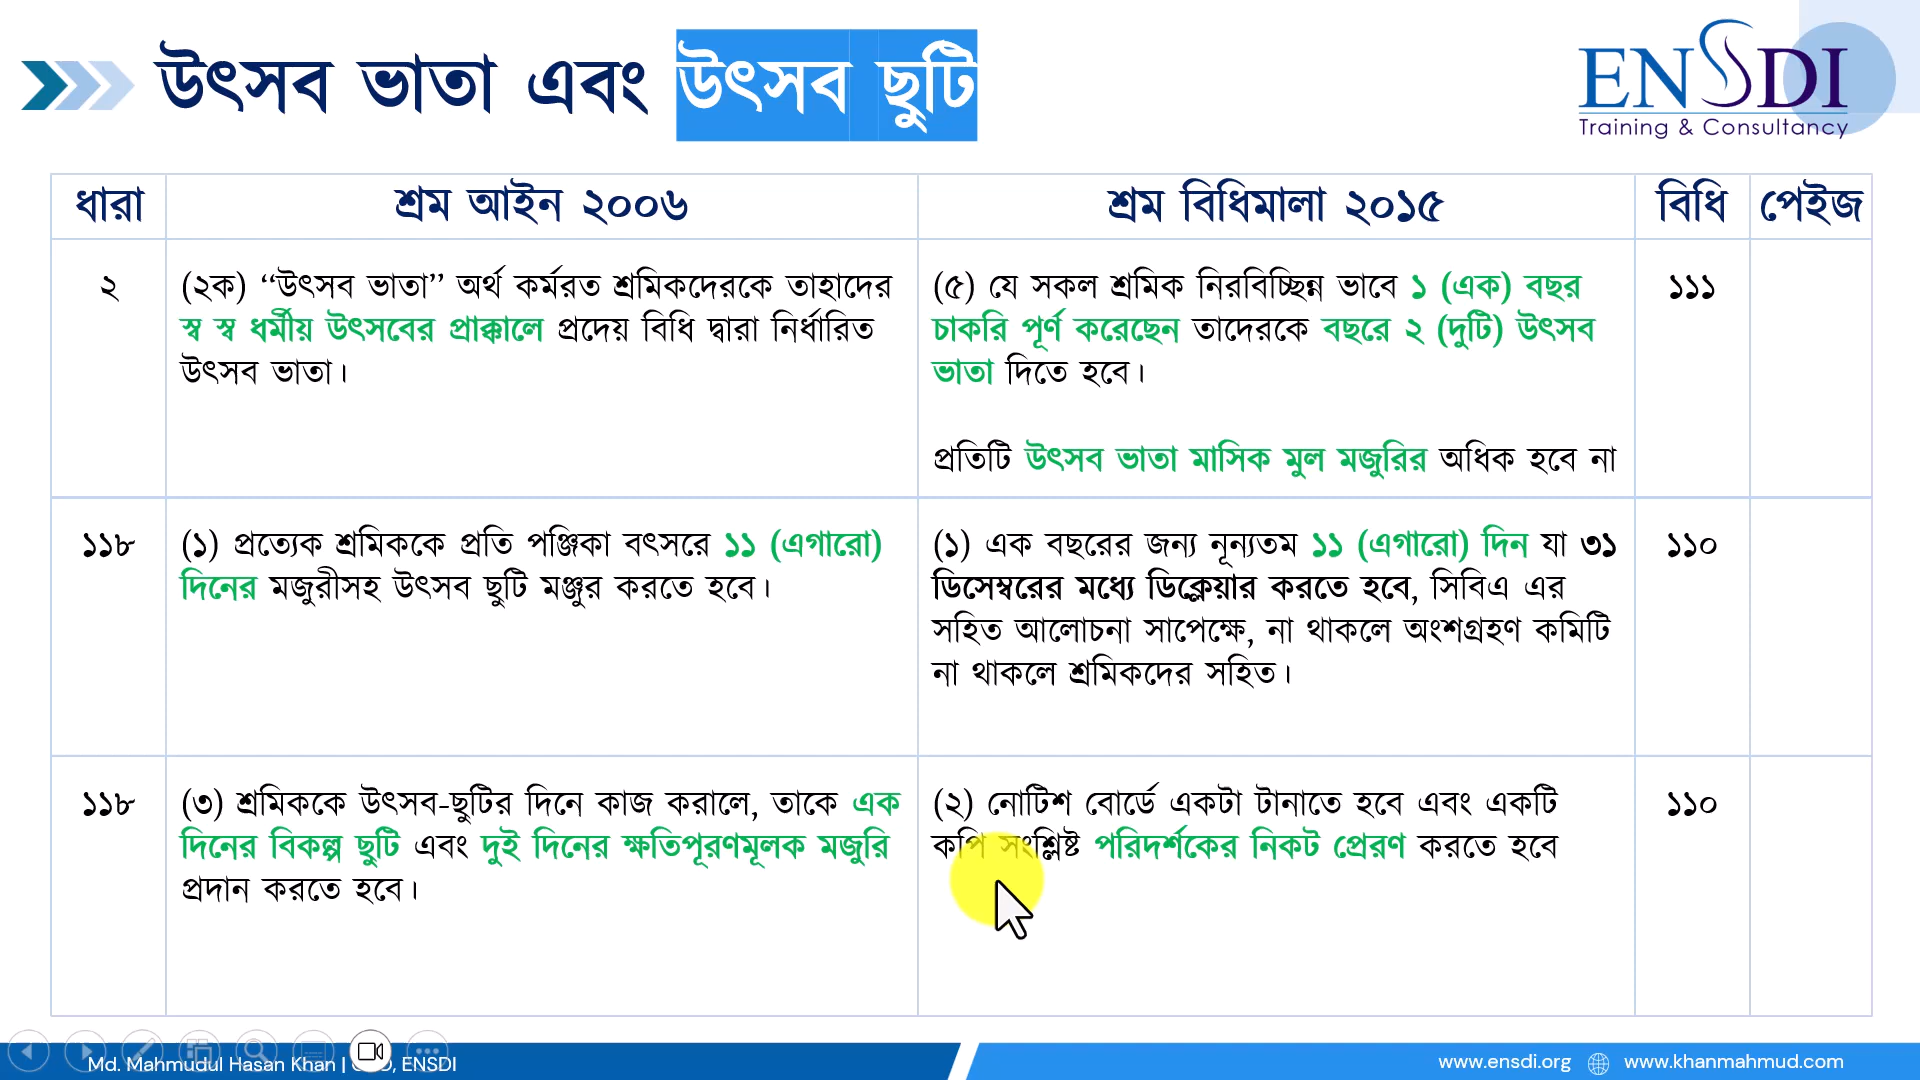 উৎসব ভাতা এবং উৎসব ছুটি
ENSDI
Training & Consultancy
ধারা
শ্রম আইন ২০০৬
শ্রম বিধিমালা ২০১৫
বিধি
পেইজ
২
(২ক) “উৎসব ভাতা” অর্থ কর্মরত শ্রমিকদেরকে তাহাদের
স্ব স্ব ধর্মীয় উৎসবের প্রাক্কালে প্রদেয় বিধি দ্বারা নির্ধারিত
উৎসব ভাতা।
(৫) যে সকল শ্রমিক নিরবিচ্ছিন্ন ভাবে ১ (এক) বছর
চাকরি পূর্ণ করেছেন তাদেরকে বছরে ২ (দুটি) উৎসব
ভাতা দিতে হবে।
প্রতিটি উৎসব ভাতা মাসিক মুল মজুরির অধিক হবে না
১১১
১১৮
(১) প্রত্যেক শ্রমিককে প্রতি পঞ্জিকা বৎসরে ১১ (এগারো)
দিনের মজুরীসহ উৎসব ছুটি মঞ্জুর করতে হবে।
(১) এক বছরের জন্য নূন্যতম ১১ (এগারো) দিন যা ৩১
ডিসেম্বরের মধ্যে ডিক্লেয়ার করতে হবে, সিবিএ এর
সহিত আলোচনা সাপেক্ষে, না থাকলে অংশগ্রহণ কমিটি
না থাকলে শ্রমিকদের সহিত।
১১০
১১৮
(৩) শ্রমিককে উৎসব-ছুটির দিনে কাজ করালে, তাকে এক
দিনের বিকল্প ছুটি এবং দুই দিনের ক্ষতিপূরণমূলক মজুরি
প্রদান করতে হবে।
(২) নোটিশ বোর্ডে একটা টানাতে হবে এবং একটি
কপি সংশ্লিষ্ট পরিদর্শকের নিকট প্রেরণ করতে হবে
১১০
Md. Mahmudul Hasan Khan | , ENSDI
www.ensdi.org
www.khanmahmud.com